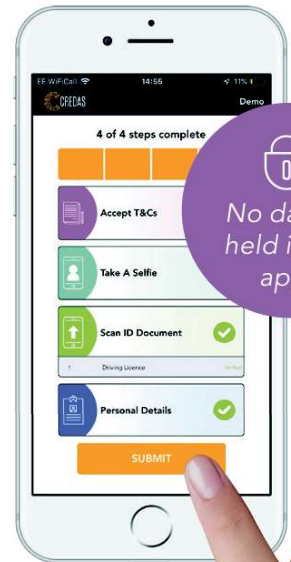 EE WiFiCall 14:55 11%
CREDAS Demo
4 of 4 steps complete
Accept T&Cs
No da
held i
ap
Take A Selfie
Scan ID Document
1 Driving Licence
Personal Details
SUBMIT